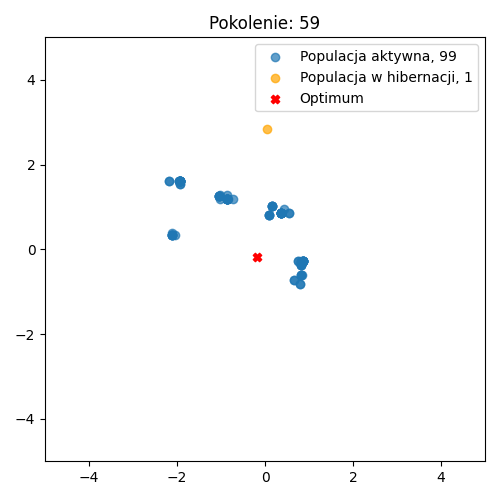 Pokolenie: 59
Populacja aktywna, 99
Populacja w hibernacji, 1
Optimum
4
2
0
−2
−4
−4
−2
0
2
4